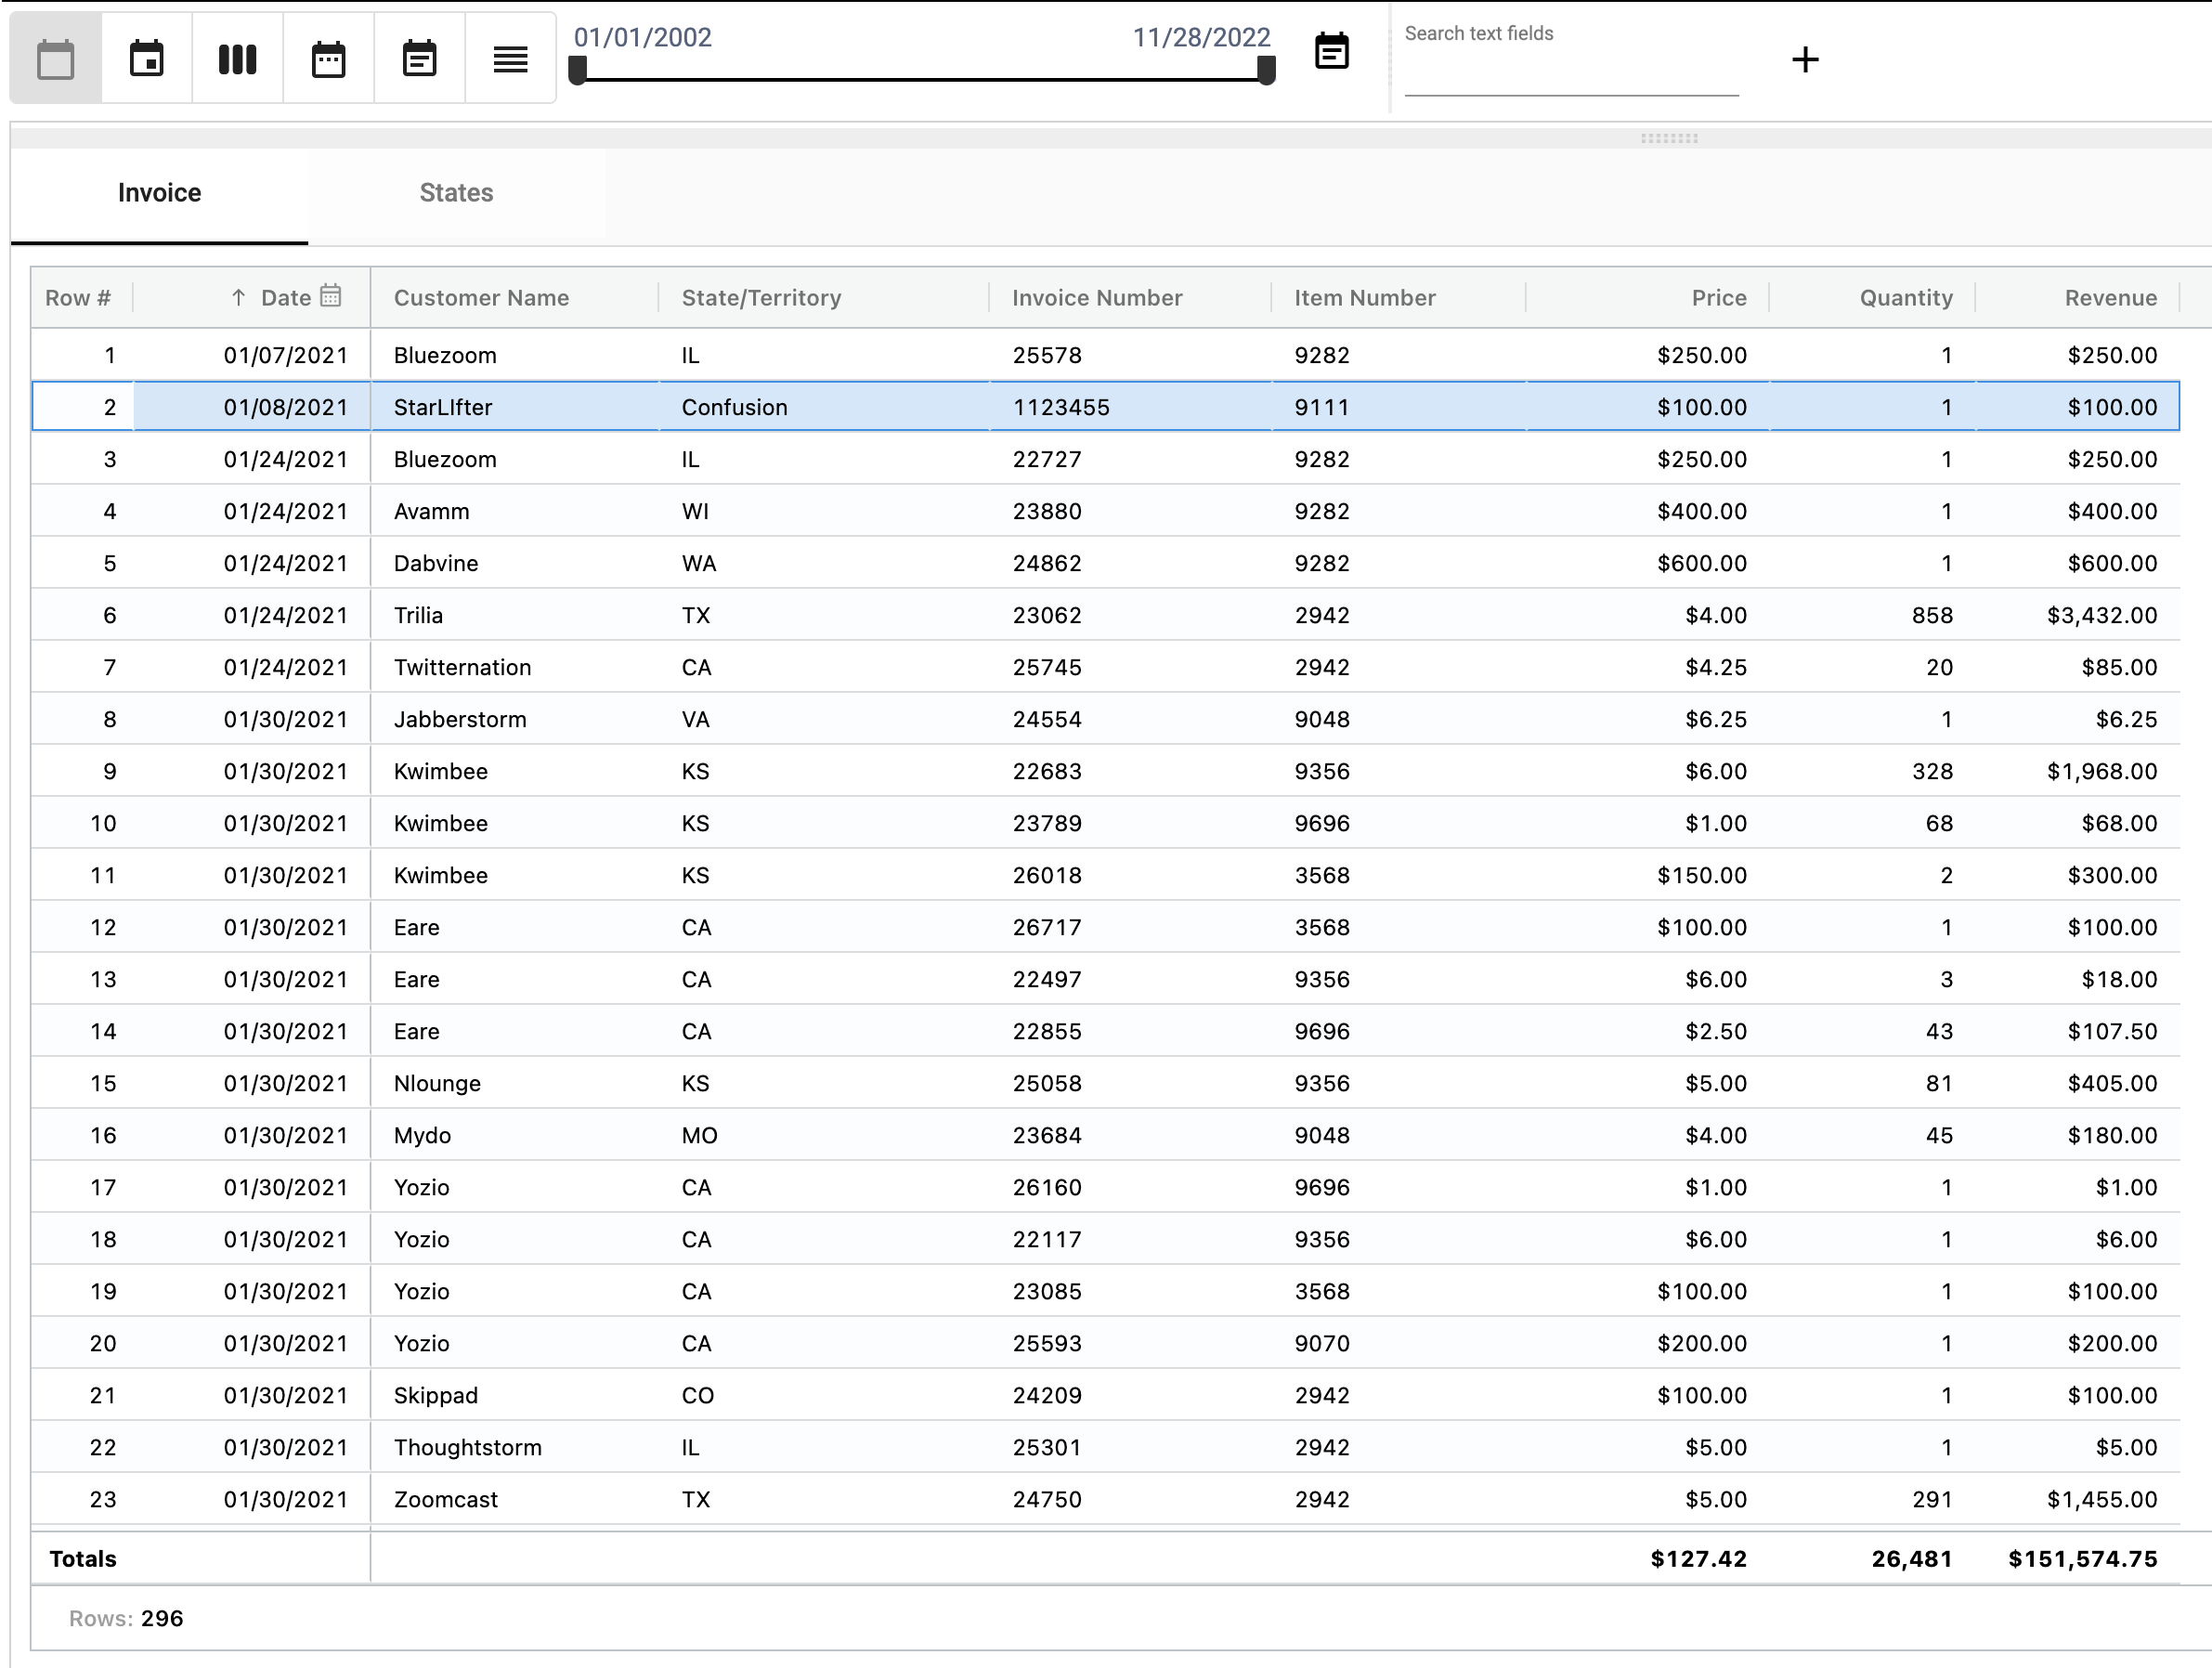 01/01/2002 11/28/2022 Search text fields
Invoice States
Row # ↑ Date Customer Name State/Territory Invoice Number Item Number Price Quantity Revenue
1 01/07/2021 Bluezoom IL 25578 9282 $250.00 1 $250.00
2 01/08/2021 StarLIfter Confusion 1123455 9111 $100.00 1 $100.00
3 01/24/2021 Bluezoom IL 22727 9282 $250.00 1 $250.00
4 01/24/2021 Avamm WI 23880 9282 $400.00 1 $400.00
5 01/24/2021 Dabvine WA 24862 9282 $600.00 1 $600.00
6 01/24/2021 Trilia TX 23062 2942 $4.00 858 $3,432.00
7 01/24/2021 Twitternation CA 25745 2942 $4.25 20 $85.00
8 01/30/2021 Jabberstorm VA 24554 9048 $6.25 1 $6.25
9 01/30/2021 Kwimbee KS 22683 9356 $6.00 328 $1,968.00
10 01/30/2021 Kwimbee KS 23789 9696 $1.00 68 $68.00
11 01/30/2021 Kwimbee KS 26018 3568 $150.00 2 $300.00
12 01/30/2021 Eare CA 26717 3568 $100.00 1 $100.00
13 01/30/2021 Eare CA 22497 9356 $6.00 3 $18.00
14 01/30/2021 Eare CA 22855 9696 $2.50 43 $107.50
15 01/30/2021 Nlounge KS 25058 9356 $5.00 81 $405.00
16 01/30/2021 Mydo MO 23684 9048 $4.00 45 $180.00
17 01/30/2021 Yozio CA 26160 9696 $1.00 1 $1.00
18 01/30/2021 Yozio CA 22117 9356 $6.00 1 $6.00
19 01/30/2021 Yozio CA 23085 3568 $100.00 1 $100.00
20 01/30/2021 Yozio CA 25593 9070 $200.00 1 $200.00
21 01/30/2021 Skippad CO 24209 2942 $100.00 1 $100.00
22 01/30/2021 Thoughtstorm IL 25301 2942 $5.00 1 $5.00
23 01/30/2021 Zoomcast TX 24750 2942 $5.00 291 $1,455.00
Totals $127.42 26,481 $151,574.75
Rows: 296